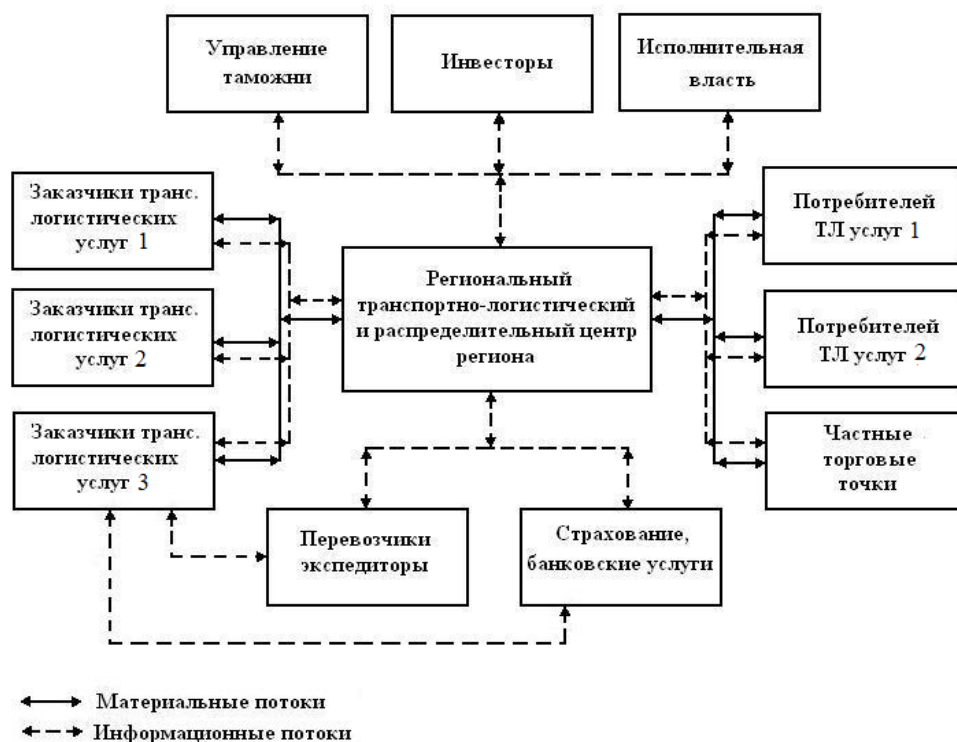 Управление
таможни
Инвесторы
Исполнительная
власть
Заказчики транс.
логистических
услуг 1
Потребителей
ТЛ услуг 1
Региональный
транспортно-логистический
и распределительный центр
региона
Заказчики транс.
логистических
услуг 2
Потребителей
ТЛ услуг 2
Заказчики транс.
логистических
услуг 3
Частные
торговые
точки
Перевозчики
экспедиторы
Страхование,
банковские услуги
Материальные потоки
Информационные потоки